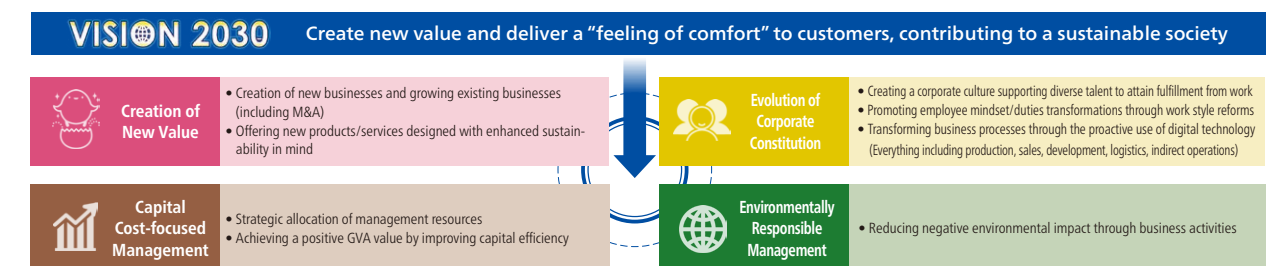 VISION 2030 Create new value and deliver a “feeling of comfort” to customers, contributing to a sustainable society
Creation of
New Value
• Creation of new businesses and growing existing businesses
(including M&A)
• Offering new products/services designed with enhanced sustain-
ability in mind
Evolution of
Corporate
Constitution
• Creating a corporate culture supporting diverse talent to attain fulfillment from work
• Promoting employee mindset/duties transformations through work style reforms
• Transforming business processes through the proactive use of digital technology
(Everything including production, sales, development, logistics, indirect operations)
Capital
Cost-focused
Management
• Strategic allocation of management resources
• Achieving a positive GVA value by improving capital efficiency
Environmentally
Responsible
Management
• Reducing negative environmental impact through business activities